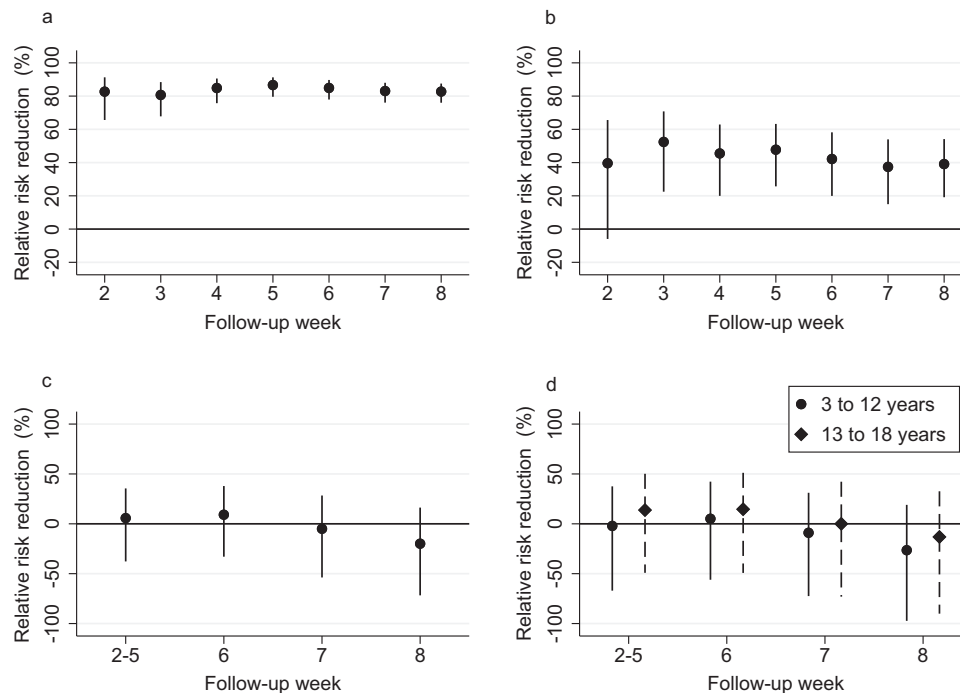 a
Relative risk reduction (%)
100
80
60
40
20
0
-20
2 3 4 5 6 7 8
Follow-up week
b
Relative risk reduction (%)
100
80
60
40
20
0
-20
2 3 4 5 6 7 8
Follow-up week
c
Relative risk reduction (%)
100
50
0
-50
-100
2-5 6 7 8
Follow-up week
d
3 to 12 years
13 to 18 years
Relative risk reduction (%)
100
50
0
-50
-100
2-5 6 7 8
Follow-up week